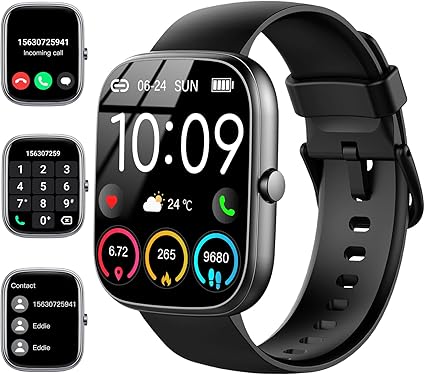 15630725941
Incoming call
156307259
1 2 3
4 5 6
7 8 9
0
Contact
15630725941
Eddie
Eddie
06-24 SUN
10:09
24°C
6.72
265
9680